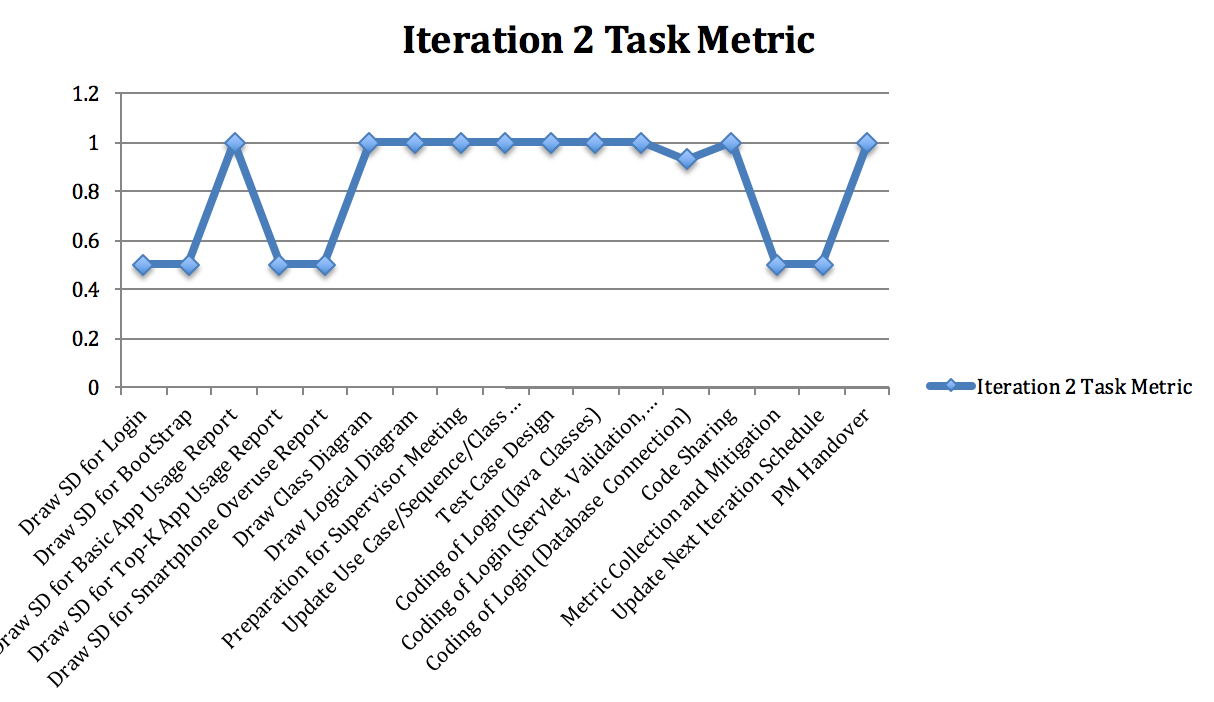 Iteration 2 Task Metric
1.2
1
0.8
0.6
0.4
0.2
0
Iteration 2 Task Metric
Draw SD for Login
Draw SD for BootStrap
Draw SD for Basic App Usage Report
Draw SD for Top-K App Usage Report
Draw SD for Smartphone Overuse Report
Draw Class Diagram
Draw Logical Diagram
Preparation for Supervisor Meeting
Update Use Case/Sequence/Class …
Test Case Design
Coding of Login (Java Classes)
Coding of Login (Servlet, Validation, …
Coding of Login (Database Connection)
Code Sharing
Metric Collection and Mitigation
Update Next Iteration Schedule
PM Handover